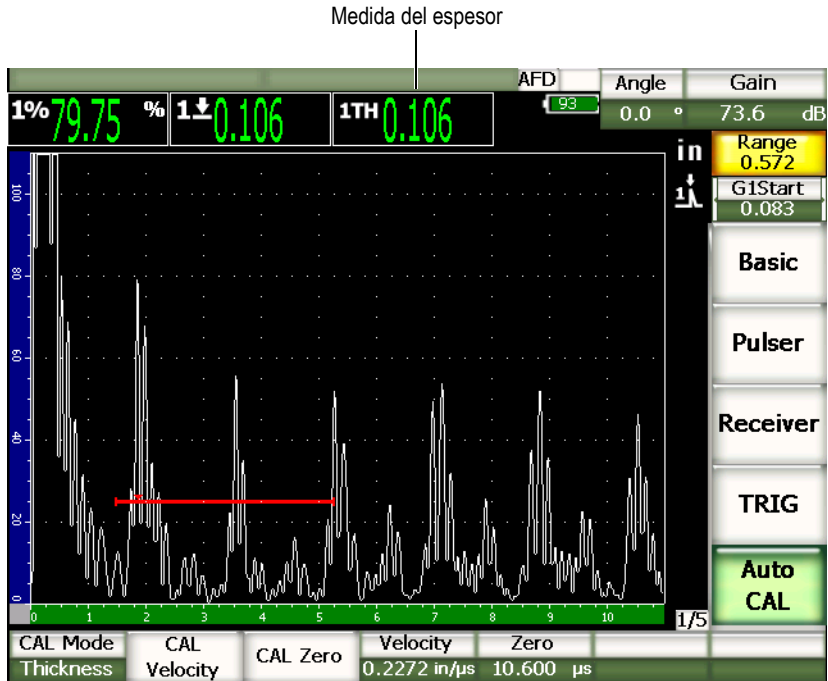 Medida del espesor
AFD
Angle
Gain
1% 79.75 %
1 0.106
1TH 0.106
93
0.0 °
73.6 dB
in
Range
0.572
1
G1Start
0.083
100
80
60
40
20
0
Basic
Pulser
Receiver
TRIG
Auto
CAL
0 1 2 3 4 5 6 7 8 9 10
1/5
CAL Mode
Thickness
CAL
Velocity
CAL Zero
Velocity
0.2272 in/µs
Zero
10.600 µs